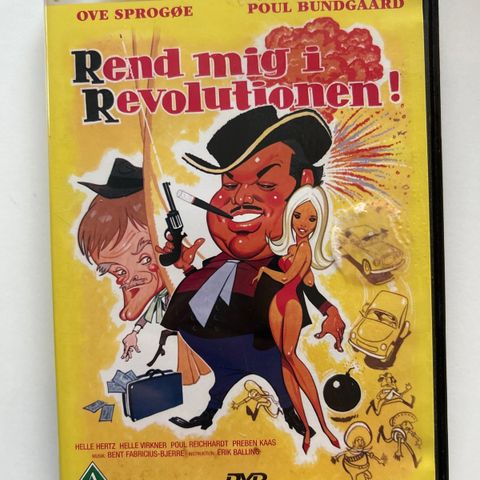 OVE SPROGØE POUL BUNDGAARD
Rend mig i
Revolutionen!
HELLE HERTZ HELLE VIRKNER POUL REICHHARDT PREBEN KAAS
MUSIK: BENT FABRICIUS-BJERRE INSTRUKTION: ERIK BALLING
A DVD